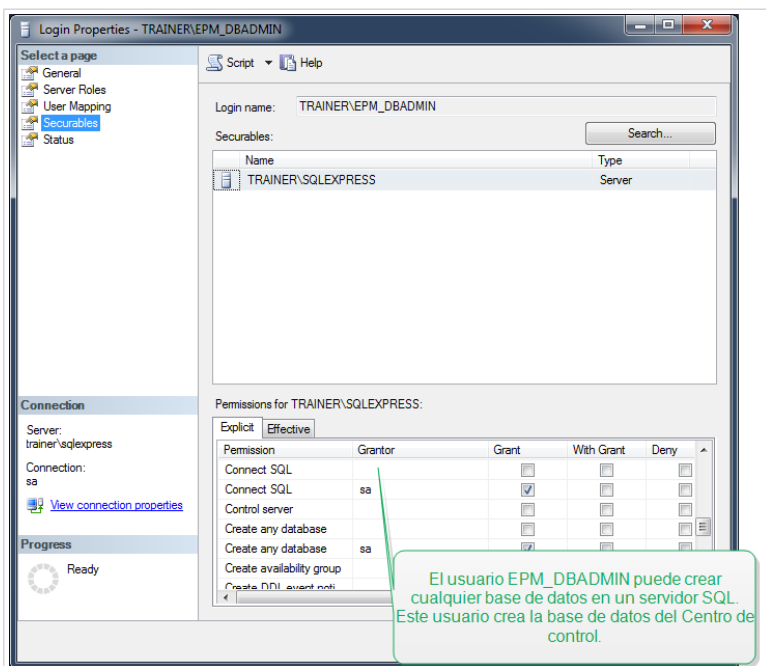 Login Properties - TRAINER\EPM_DBADMIN
Select a page
General
Server Roles
User Mapping
Securables
Status
Script Help
Login name: TRAINER\EPM_DBADMIN
Securables: Search...
Name Type
TRAINER\SQLEXPRESS Server
Connection
Server:
trainer\sqlexpress
Connection:
sa
View connection properties
Progress
Ready
Permissions for TRAINER\SQLEXPRESS:
Explicit Effective
Permission Grantor Grant With Grant Deny
Connect SQL
Connect SQL sa
Control server
Create any database
Create any database sa
Create availability group
Create DDL event noti
El usuario EPM_DBADMIN puede crear
cualquier base de datos en un servidor SQL.
Este usuario crea la base de datos del Centro de
control.